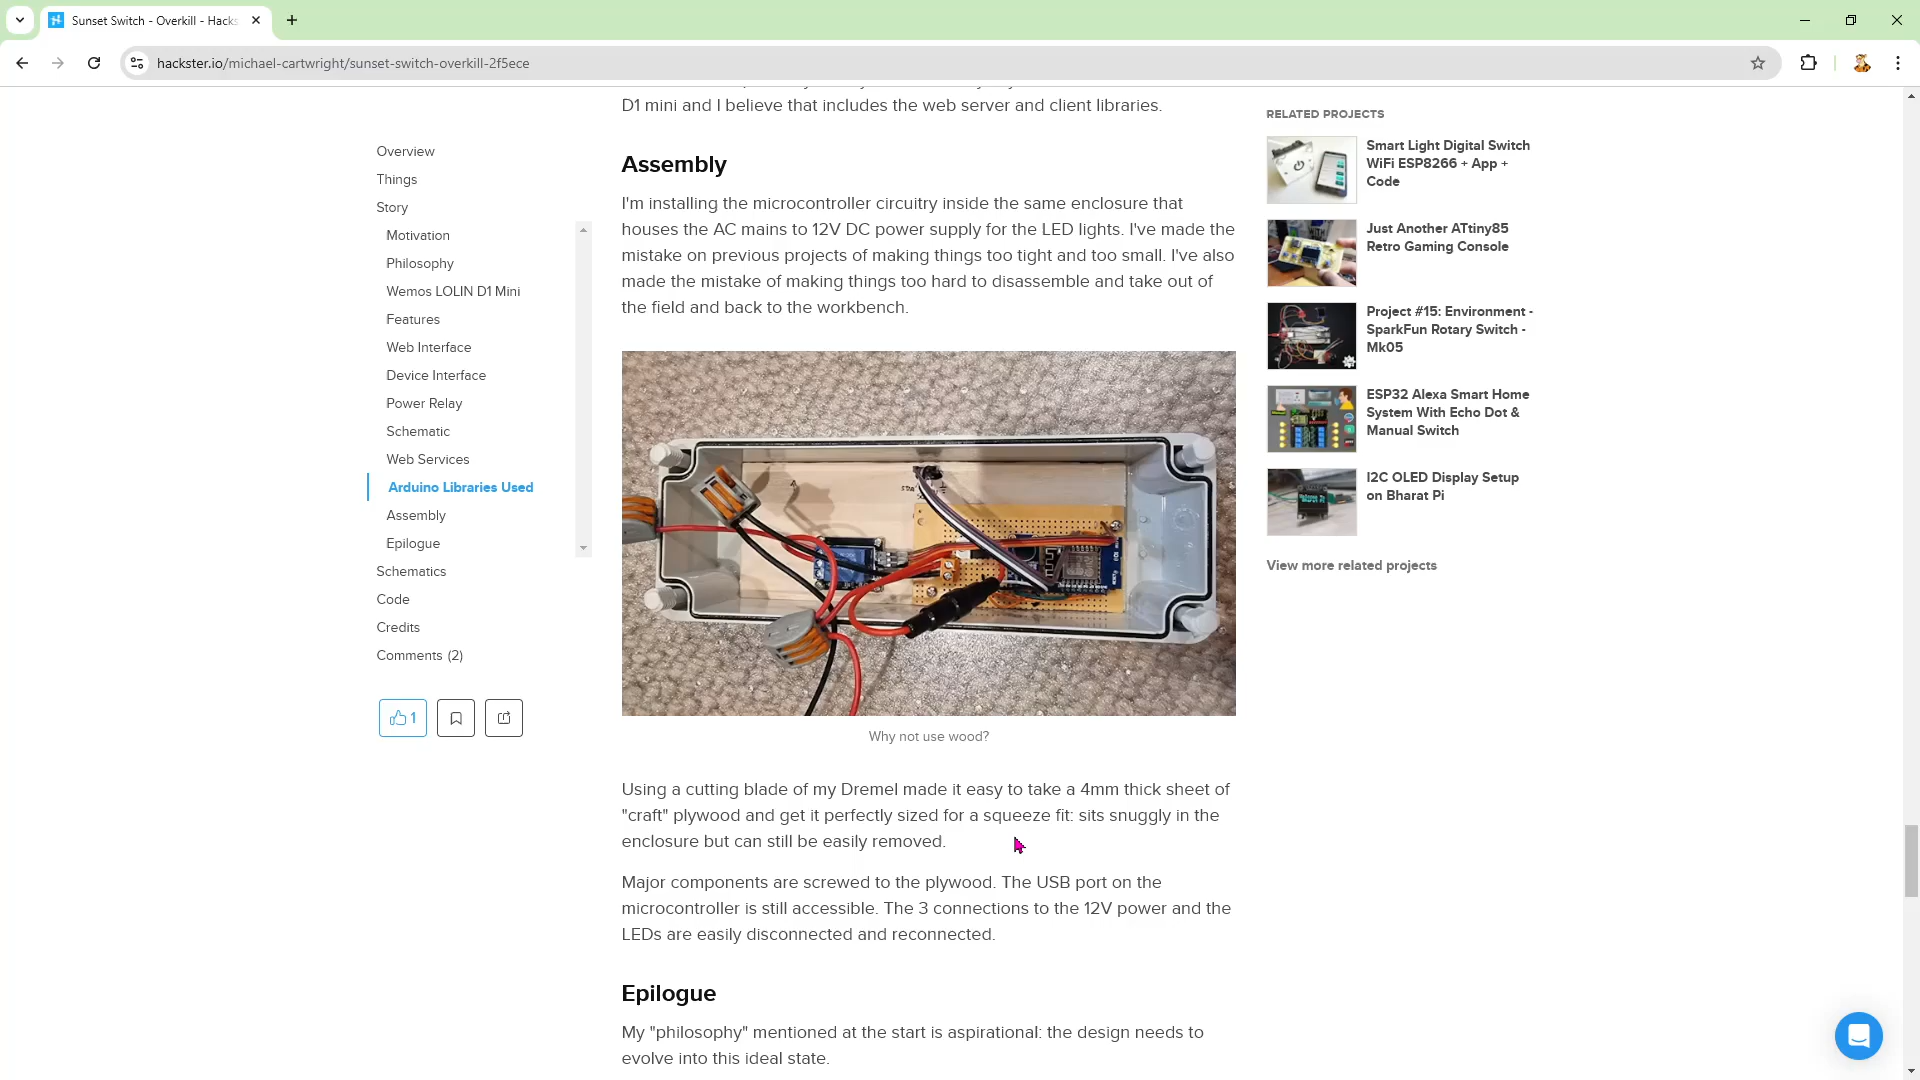 Sunset Switch - Overkill - Hacks
hackster.io/michael-cartwright/sunset-switch-overkill-2f5ece
Overview
Things
Story
Motivation
Philosophy
Wemos LOLIN D1 Mini
Features
Web Interface
Device Interface
Power Relay
Schematic
Web Services
Arduino Libraries Used
Assembly
Epilogue
Schematics
Code
Credits
Comments (2)
1
D1 mini and I believe that includes the web server and client libraries.
Assembly
I'm installing the microcontroller circuitry inside the same enclosure that
houses the AC mains to 12V DC power supply for the LED lights. I've made the
mistake on previous projects of making things too tight and too small. I've also
made the mistake of making things too hard to disassemble and take out of
the field and back to the workbench.
Why not use wood?
Using a cutting blade of my Dremel made it easy to take a 4mm thick sheet of
"craft" plywood and get it perfectly sized for a squeeze fit: sits snuggly in the
enclosure but can still be easily removed.
Major components are screwed to the plywood. The USB port on the
microcontroller is still accessible. The 3 connections to the 12V power and the
LEDs are easily disconnected and reconnected.
Epilogue
My "philosophy" mentioned at the start is aspirational: the design needs to
evolve into this ideal state.
RELATED PROJECTS
Smart Light Digital Switch
WiFi ESP8266 + App +
Code
Just Another ATtiny85
Retro Gaming Console
Project #15: Environment -
SparkFun Rotary Switch -
Mk05
ESP32 Alexa Smart Home
System With Echo Dot &
Manual Switch
I2C OLED Display Setup
on Bharat Pi
View more related projects